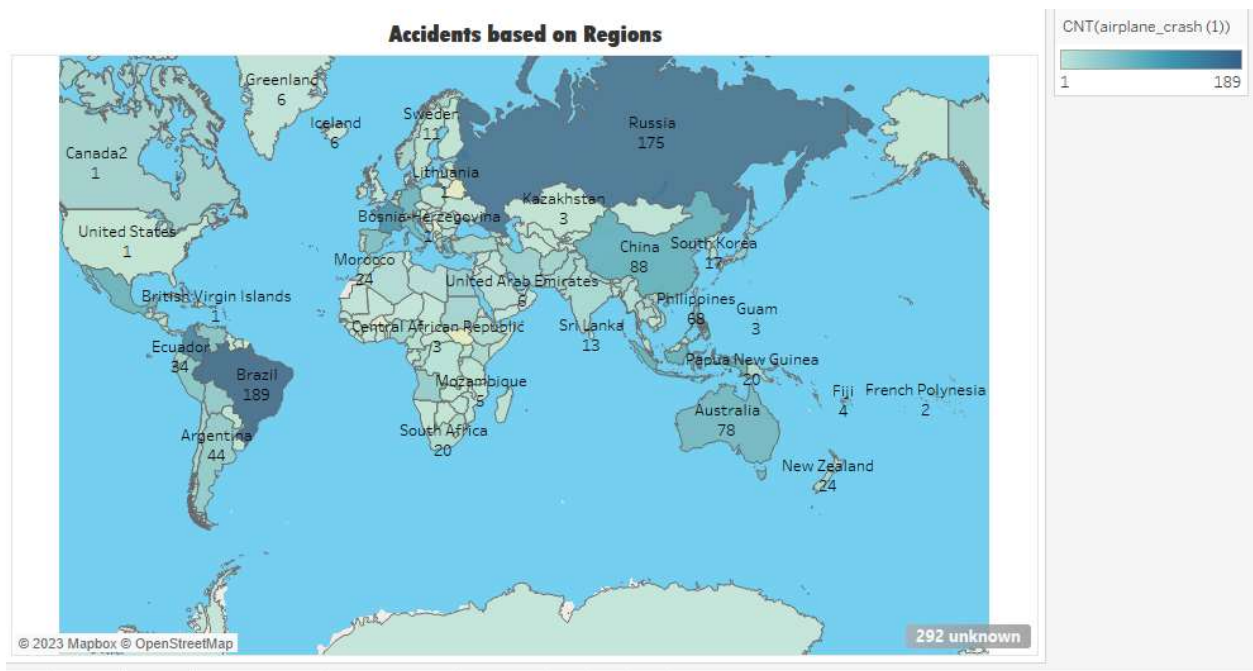 Accidents based on Regions
CNT(airplane_crash (1))
1 189
Greenland
6
Iceland
6
Sweden
11
Russia
175
Canada2
1
Lithuania
Kazakhstan
3
Bosnia-Herzegovina
United States
1
China
88
South Korea
17
Morocco
24
United Arab Emirates
6
British Virgin Islands
1
Philippines
68
Guam
3
Central African Republic
3
Sri Lanka
13
Ecuador
34
Papua New Guinea
20
Brazil
189
Mozambique
5
Fiji
4
French Polynesia
2
Australia
78
Argentina
44
South Africa
20
New Zealand
24
© 2023 Mapbox © OpenStreetMap
292 unknown